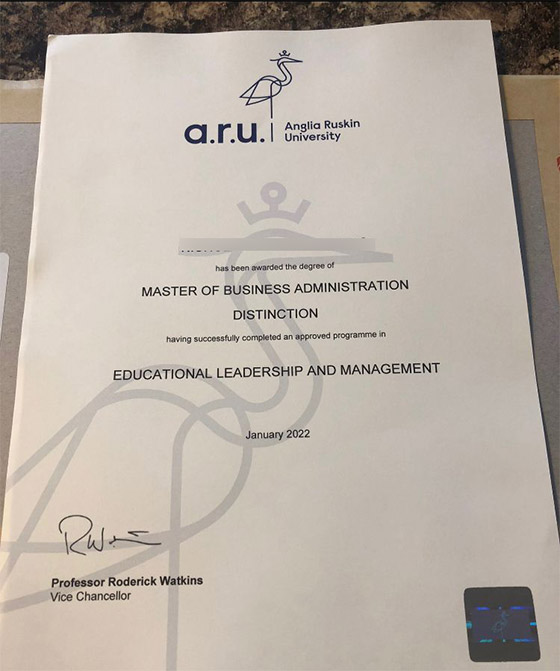 a.r.u.
Anglia Ruskin
University
has been awarded the degree of
MASTER OF BUSINESS ADMINISTRATION
DISTINCTION
having successfully completed an approved programme in
EDUCATIONAL LEADERSHIP AND MANAGEMENT
January 2022
Professor Roderick Watkins
Vice Chancellor